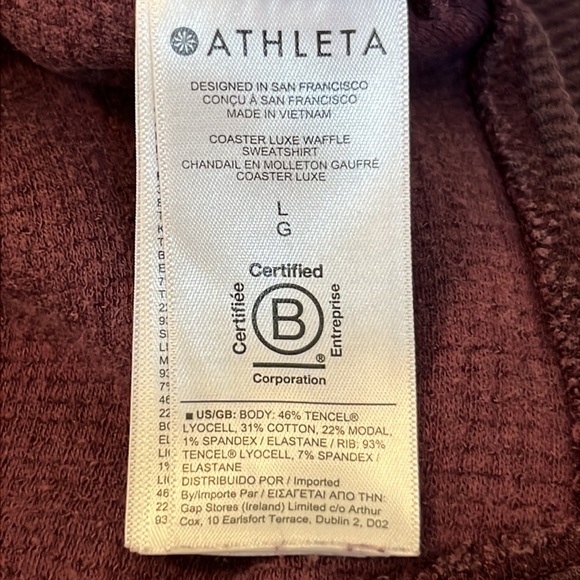 ATHLETA
DESIGNED IN SAN FRANCISCO
CONÇU À SAN FRANCISCO
MADE IN VIETNAM
COASTER LUXE WAFFLE
SWEATSHIRT
CHANDAIL EN MOLLETON GAUFRÉ
COASTER LUXE
L
G
Certified
Certifiée
B
Entreprise
®
Corporation
■ US/GB: BODY: 46% TENCEL®
LYOCELL, 31% COTTON, 22% MODAL,
1% SPANDEX / ELASTANE / RIB: 93%
TENCEL® LYOCELL, 7% SPANDEX /
ELASTANE
DISTRIBUIDO POR / Imported
By/Importe Par / ΕΙΣΑΓΕΤΑΙ ΑΠΟ ΤΗΝ:
Gap Stores (Ireland) Limited c/o Arthur
Cox, 10 Earlsfort Terrace, Dublin 2, D02